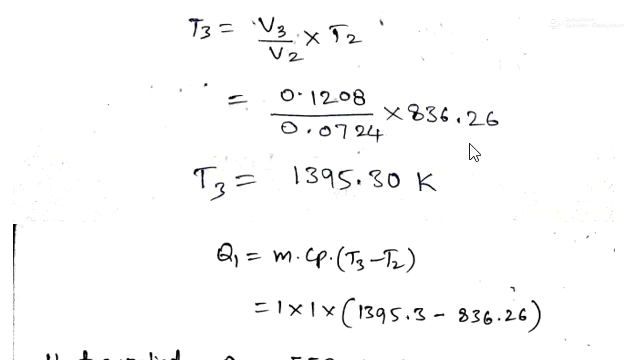 T₃ = V₃/V₂ × T₂
= 0.1208/0.0724 × 836.26
T₃ = 1395.30 K
Q₁ = m.Cp.(T₃-T₂)
= 1×1×(1395.3 - 836.26)